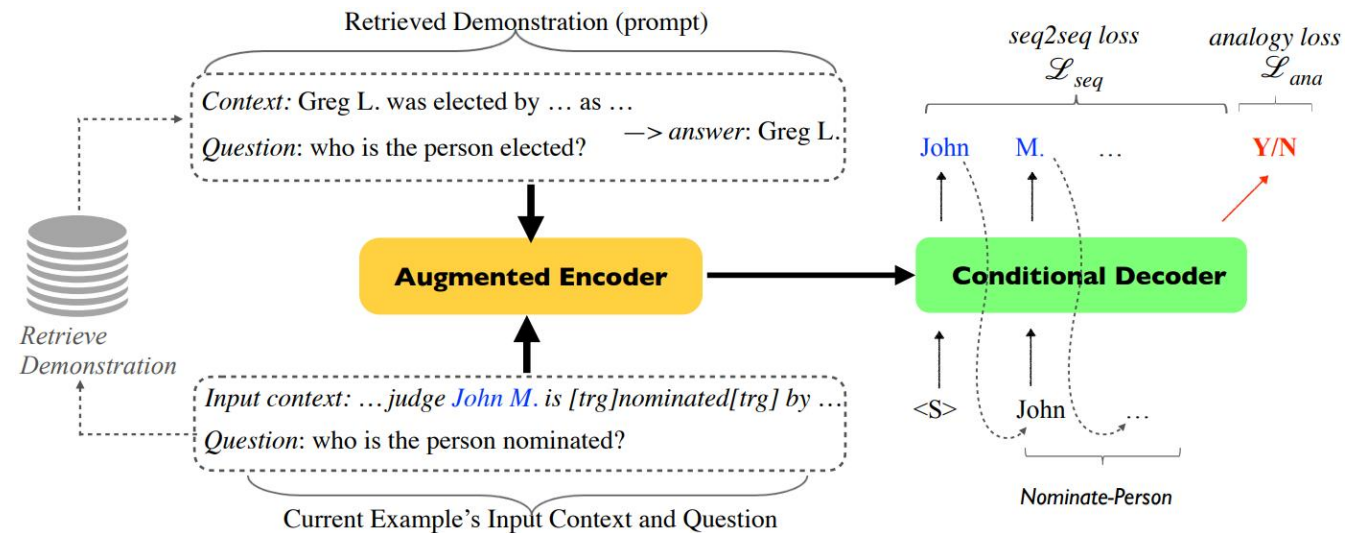 Retrieved Demonstration (prompt)
Context: Greg L. was elected by … as …
Question: who is the person elected?
—> answer: Greg L.
Retrieve
Demonstration
Augmented Encoder
Input context: … judge John M. is [trg]nominated[trg] by …
Question: who is the person nominated?
Current Example's Input Context and Question
seq2seq loss
ℒseq
analogy loss
ℒana
John M. … Y/N
Conditional Decoder
<S> John …
Nominate-Person